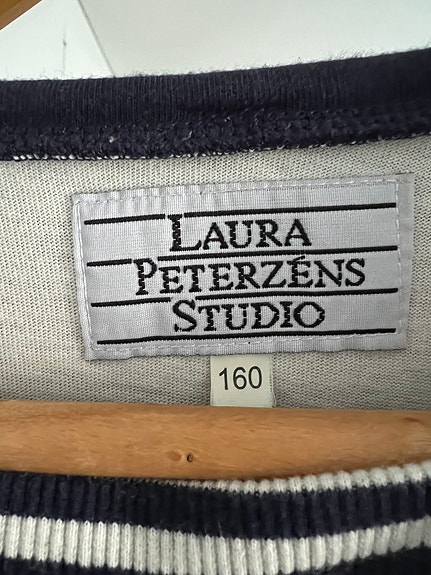 LAURA
PETERZÉNS
STUDIO
160